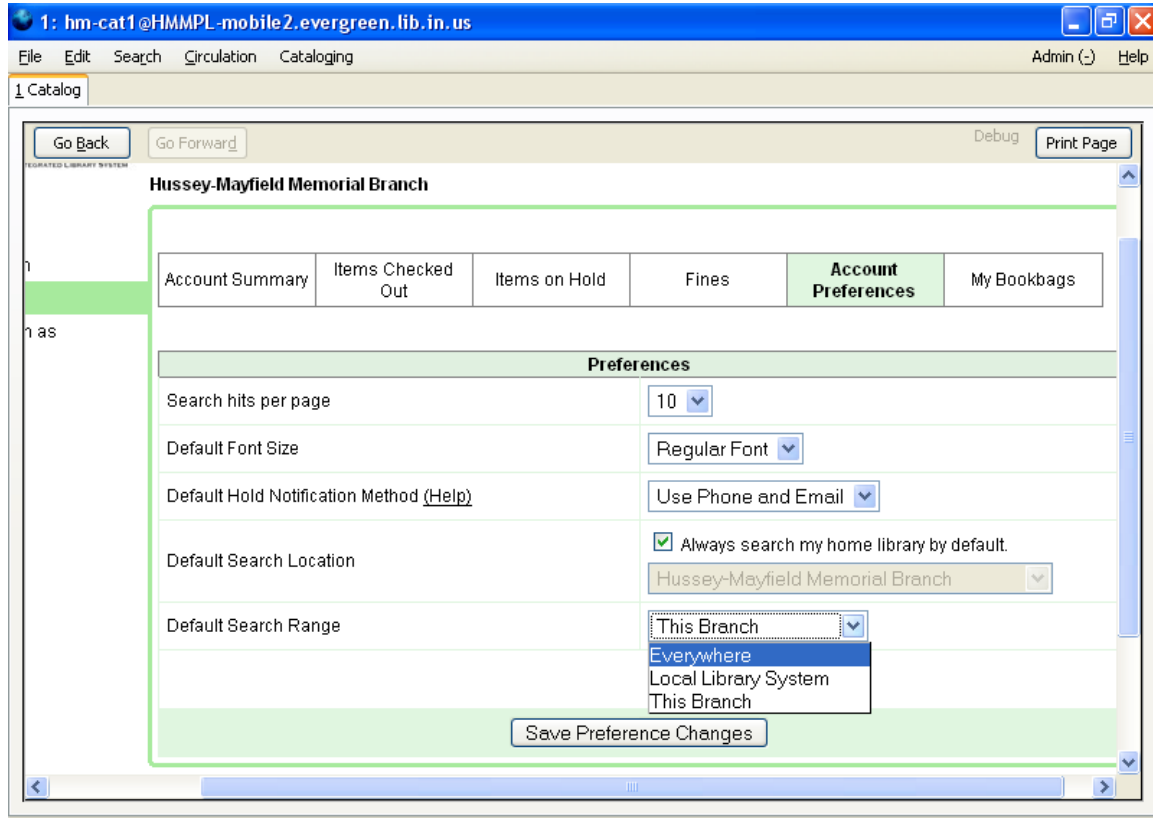 1: hm-cat1@HMMPL-mobile2.evergreen.lib.in.us
File Edit Search Circulation Cataloging Admin (-) Help
1 Catalog
Go Back Go Forward Debug Print Page
TEGRATED LIBRARY SYSTEM
Hussey-Mayfield Memorial Branch
n
n as
Account Summary
Items Checked
Out
Items on Hold
Fines
Account
Preferences
My Bookbags
Preferences
Search hits per page 10
Default Font Size Regular Font
Default Hold Notification Method (Help) Use Phone and Email
Default Search Location
Always search my home library by default.
Hussey-Mayfield Memorial Branch
Default Search Range This Branch
Everywhere
Local Library System
This Branch
Save Preference Changes